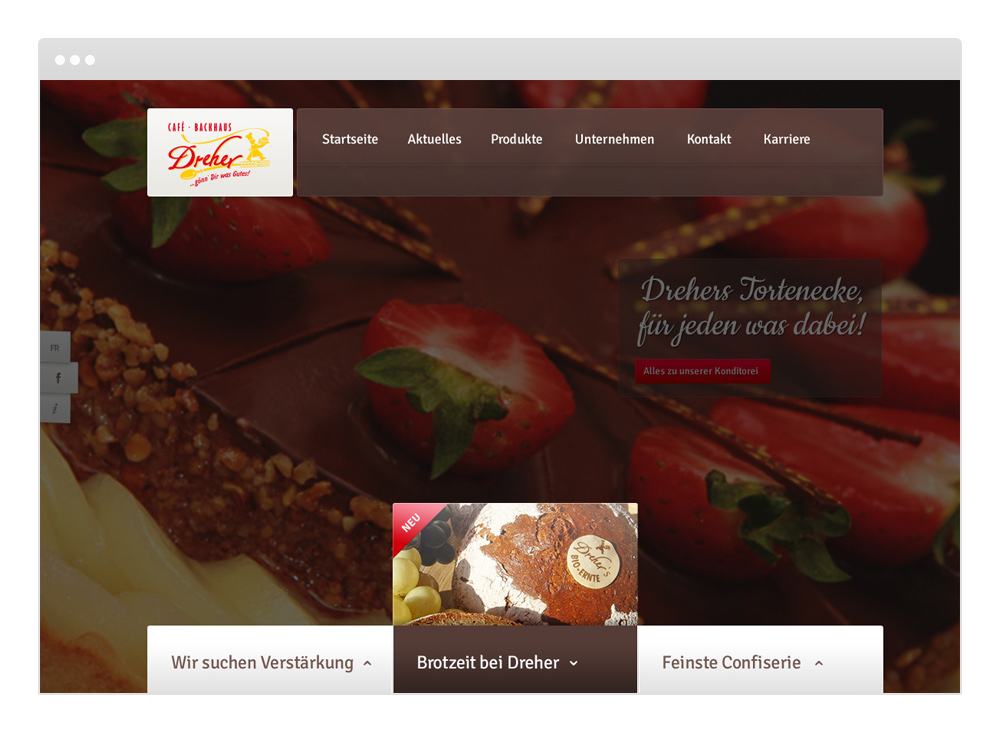 CAFÉ · BACKHAUS
Dreher
...gönn' Dir was Gutes!
Startseite
Aktuelles
Produkte
Unternehmen
Kontakt
Karriere
Drehers Tortenecke,
für jeden was dabei!
Alles zu unserer Konditorei
FR
f
i
NEU
Dreher's
BIO-ERNTE
Wir suchen Verstärkung
Brotzeit bei Dreher
Feinste Confiserie